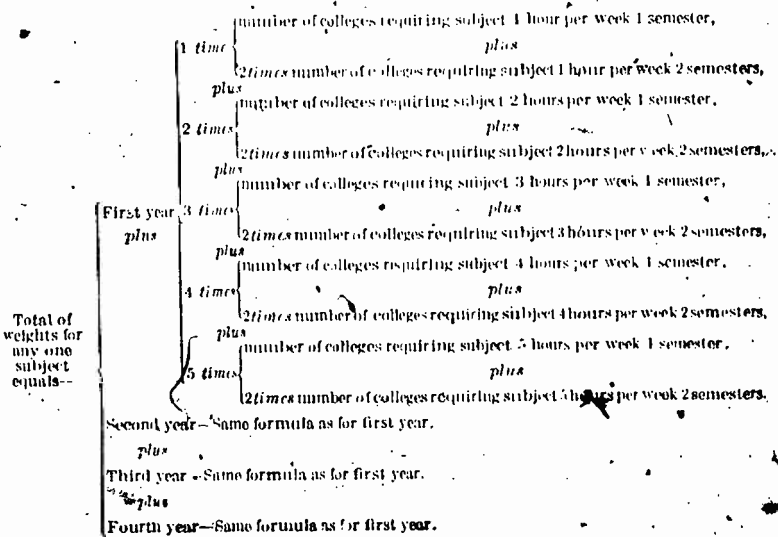 number of colleges requiring subject 1 hour per week 1 semester,
1 time
plus
2 times number of colleges requiring subject 1 hour per week 2 semesters,
plus
number of colleges requiring subject 2 hours per week 1 semester,
2 times
plus
2 times number of colleges requiring subject 2 hours per week 2 semesters,
plus
number of colleges requiring subject 3 hours per week 1 semester,
First year 3 times
plus
plus
2 times number of colleges requiring subject 3 hours per week 2 semesters,
plus
number of colleges requiring subject 4 hours per week 1 semester,
4 times
plus
2 times number of colleges requiring subject 4 hours per week 2 semesters,
plus
number of colleges requiring subject 5 hours per week 1 semester,
5 times
plus
2 times number of colleges requiring subject 5 hours per week 2 semesters.
Total of
weights for
any one
subject
equals--
Second year—Same formula as for first year.
plus
Third year—Same formula as for first year.
plus
Fourth year—Same formula as for first year.